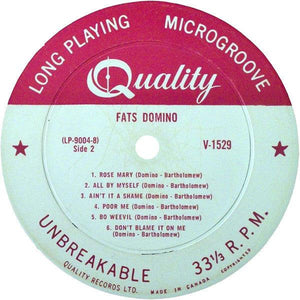 LONG PLAYING MICROGROOVE
Quality
FATS DOMINO
(LP-9004-8)
Side 2
V-1529
1. ROSE MARY (Domino - Bartholomew)
2. ALL BY MYSELF (Domino - Bartholomew)
3. AIN'T IT A SHAME (Domino - Bartholomew)
4. POOR ME (Domino - Bartholomew)
5. BO WEEVIL (Domino - Bartholomew)
6. DON'T BLAME IT ON ME
(Domino - Bartholomew)
UNBREAKABLE 33⅓ R.P.M.
QUALITY RECORDS LTD. MADE IN CANADA COPYRIGHTED